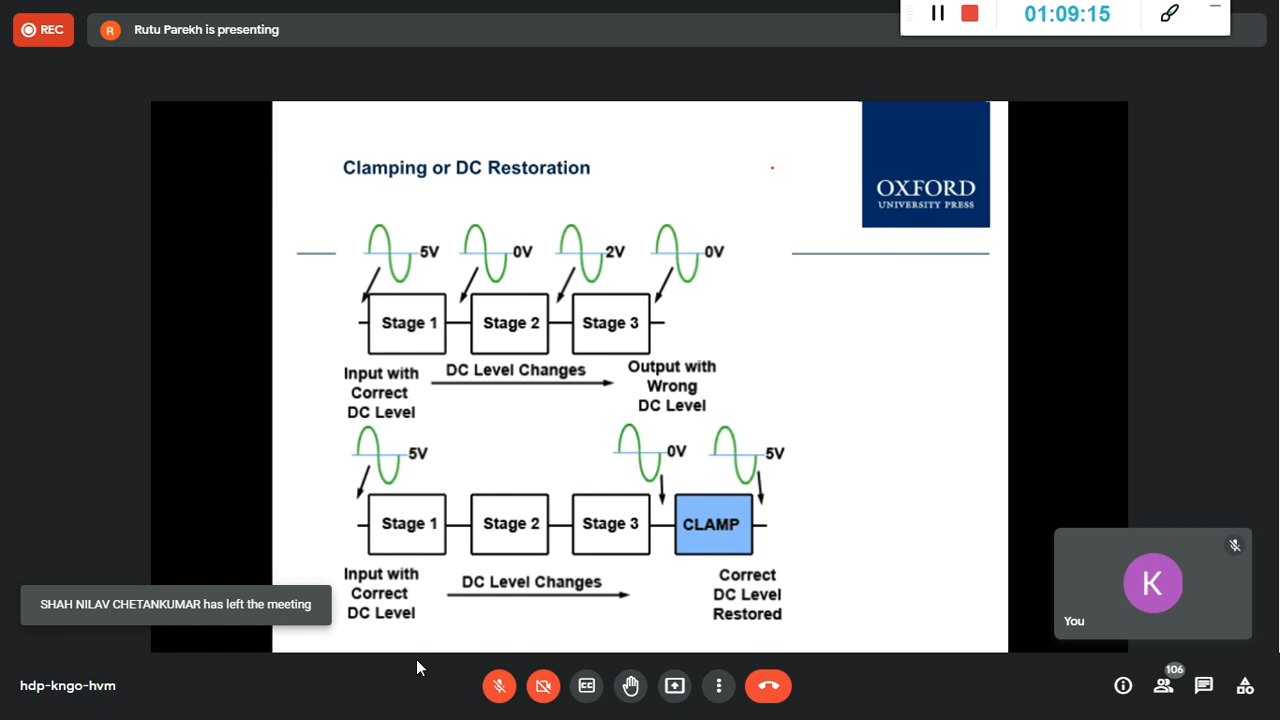 REC
R
Rutu Parekh is presenting
01:09:15
Clamping or DC Restoration
OXFORD
UNIVERSITY PRESS
5V
0V
2V
0V
Stage 1
Stage 2
Stage 3
Input with
Correct
DC Level
DC Level Changes
Output with
Wrong
DC Level
5V
0V
5V
Stage 1
Stage 2
Stage 3
CLAMP
Input with
Correct
DC Level
DC Level Changes
Correct
DC Level
Restored
SHAH NILAV CHETANKUMAR has left the meeting
K
You
hdp-kngo-hvm
CC
106